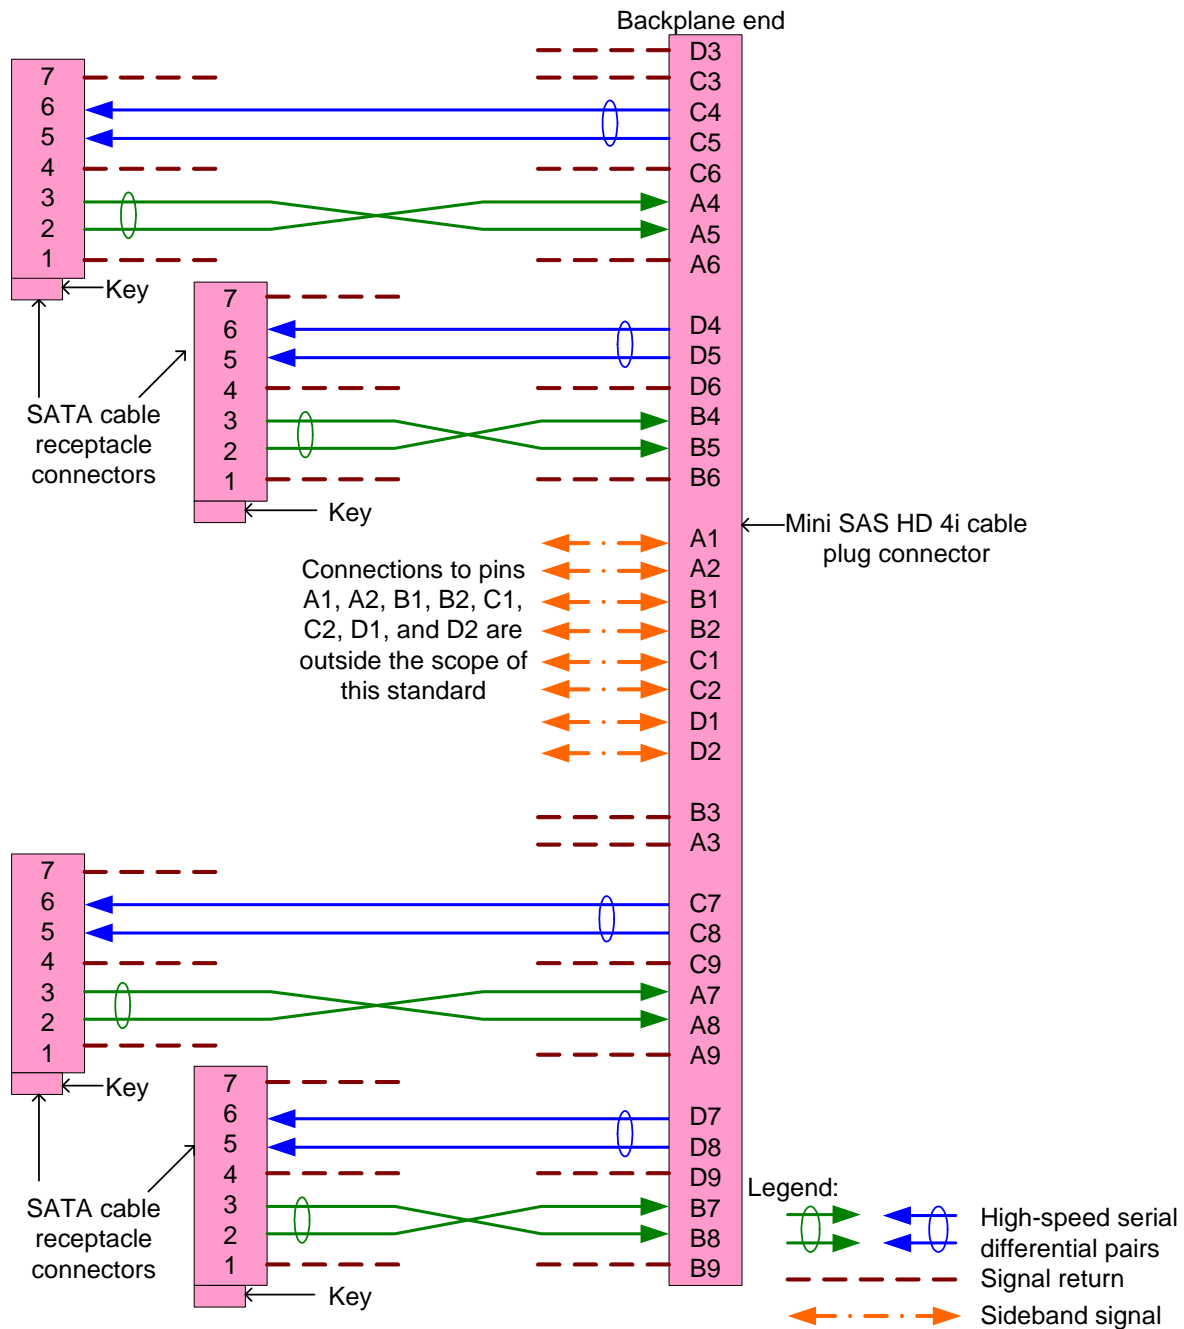 Backplane end
7
6
5
4
3
2
1
Key
7
6
5
4
3
2
1
Key
SATA cable
receptacle
connectors
D3
C3
C4
C5
C6
A4
A5
A6
D4
D5
D6
B4
B5
B6
A1
A2
B1
B2
C1
C2
D1
D2
B3
A3
C7
C8
C9
A7
A8
A9
D7
D8
D9
B7
B8
B9
Mini SAS HD 4i cable
plug connector
Connections to pins
A1, A2, B1, B2, C1,
C2, D1, and D2 are
outside the scope of
this standard
7
6
5
4
3
2
1
Key
7
6
5
4
3
2
1
Key
SATA cable
receptacle
connectors
Legend:
High-speed serial
differential pairs
Signal return
Sideband signal